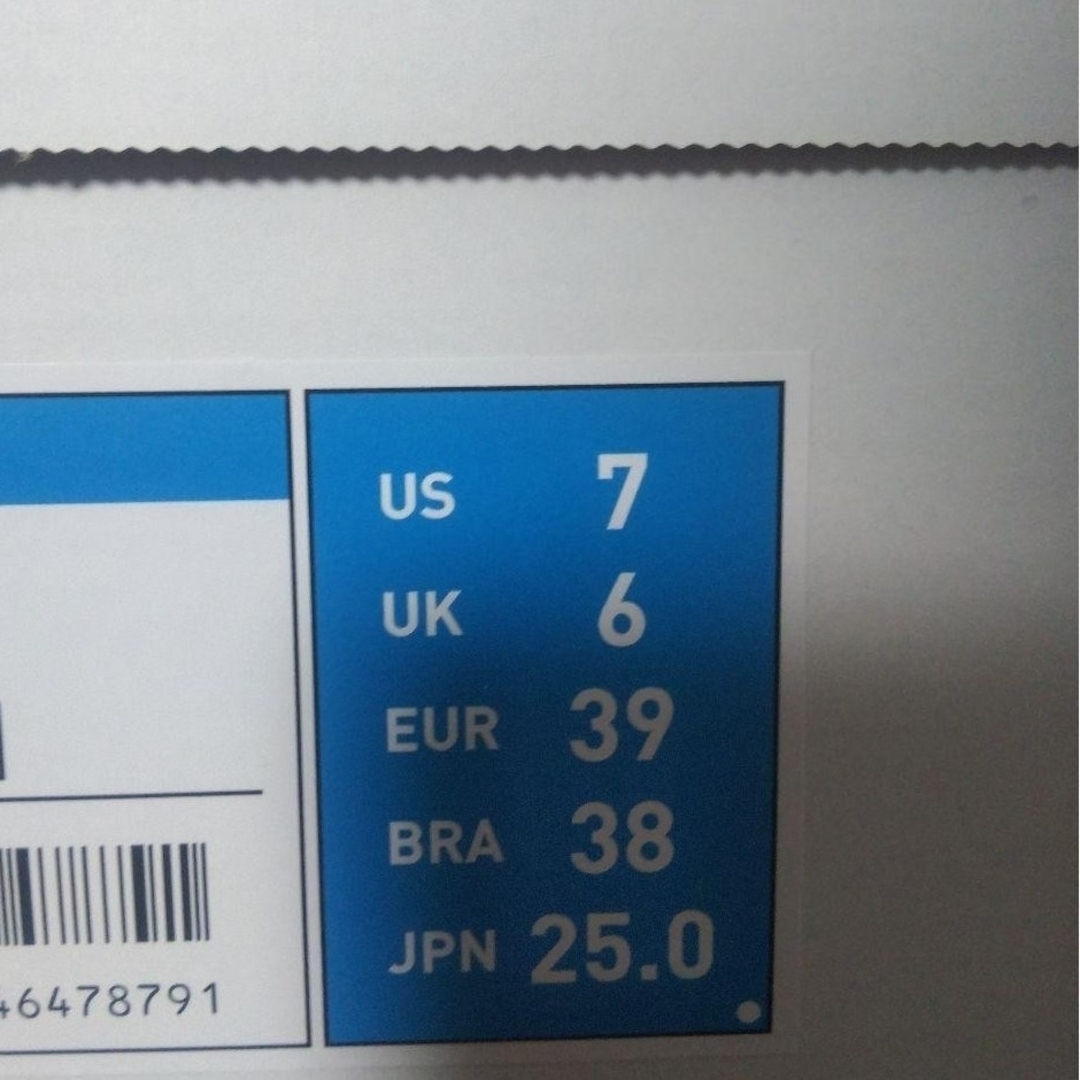 US 7
UK 6
EUR 39
BRA 38
JPN 25.0
46478791